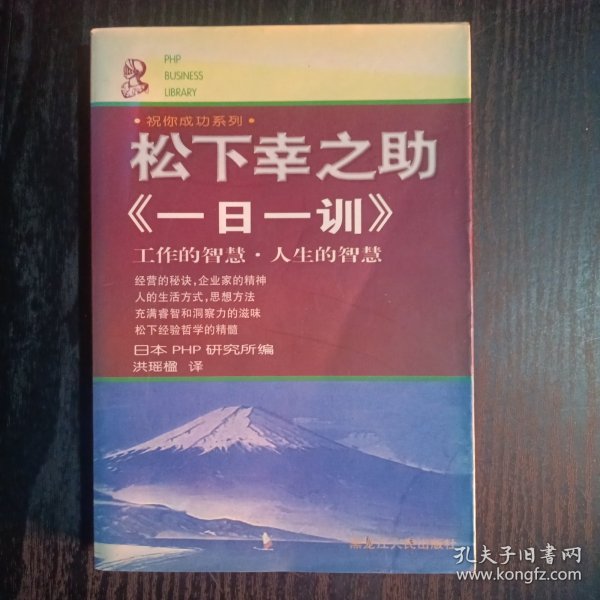 PHP
BUSINESS
LIBRARY
·祝你成功系列·
松下幸之助
《一日一训》
工作的智慧·人生的智慧
经营的秘诀，企业家的精神
人的生活方式，思想方法
充满睿智和洞察力的滋味
松下经验哲学的精髓
日本 PHP 研究所编
洪瑶楹 译
黑龙江人民出版社
孔夫子旧书网
www.kongfz.com